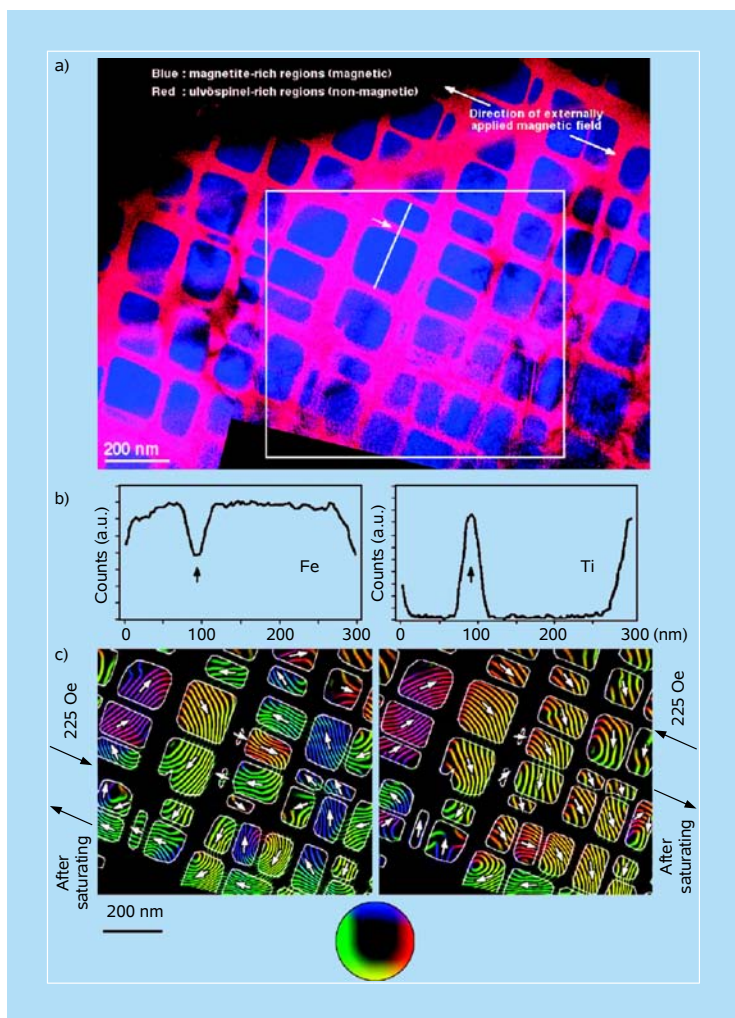 a)
Blue : magnetite-rich regions (magnetic)
Red : ulvöspinel-rich regions (non-magnetic)
Direction of externally
applied magnetic field
200 nm
b)
Counts (a.u.)
Fe
0
100
200
300
Counts (a.u.)
Ti
0
100
200
300 (nm)
c)
225 Oe
After
saturating
225 Oe
After
saturating
200 nm